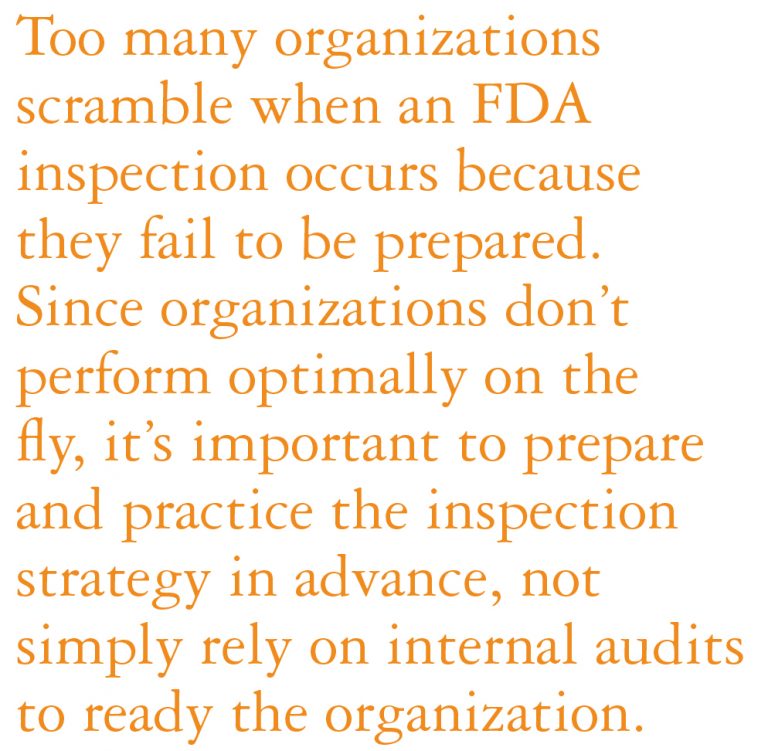 Too many organizations
scramble when an FDA
inspection occurs because
they fail to be prepared.
Since organizations don’t
perform optimally on the
fly, it’s important to prepare
and practice the inspection
strategy in advance, not
simply rely on internal audits
to ready the organization.